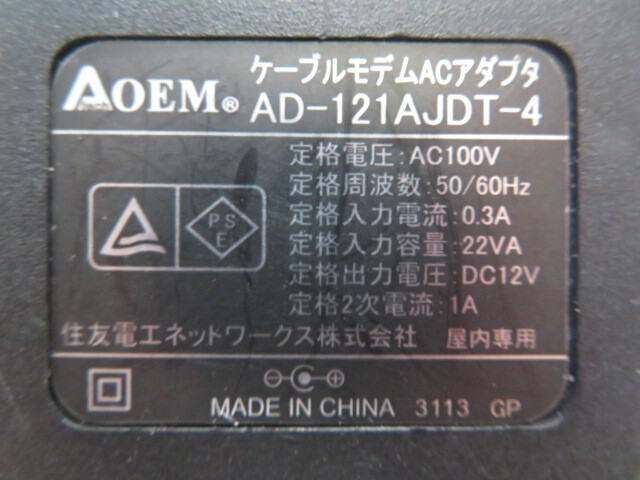 AOEM® ケーブルモデムACアダプタ
AD-121AJDT-4
定格電圧:AC100V
定格周波数:50/60Hz
定格入力電流:0.3A
定格入力容量:22VA
定格出力電圧:DC12V
定格2次電流:1A
PS
E
住友電工ネットワークス株式会社 屋内専用
MADE IN CHINA 3113 GP